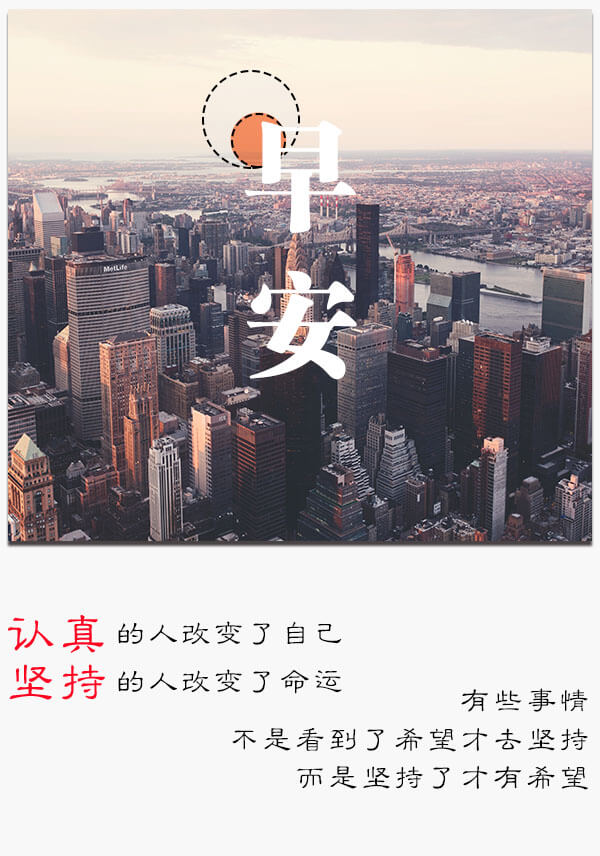 早
安
MetLife
认真的人改变了自己
坚持的人改变了命运
有些事情
不是看到了希望才去坚持
而是坚持了才有希望